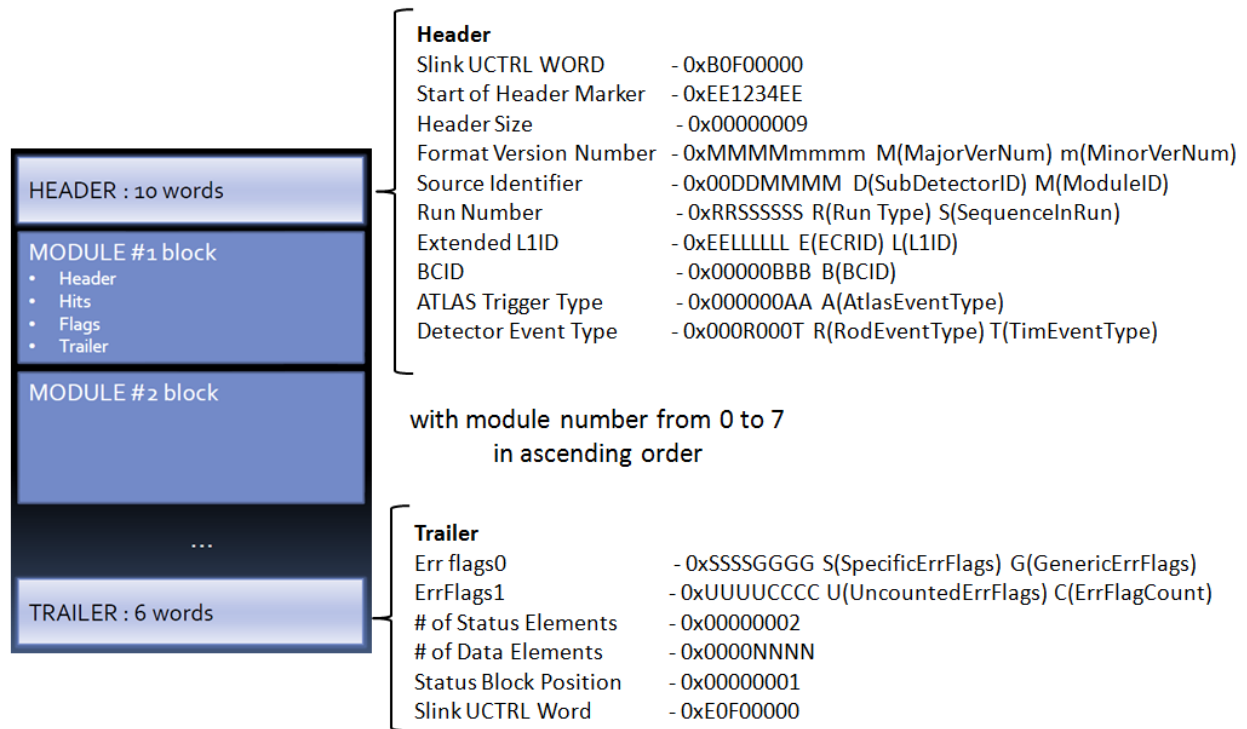 HEADER : 10 words
MODULE #1 block
• Header
• Hits
• Flags
• Trailer
MODULE #2 block
...
TRAILER : 6 words
Header
Slink UCTRL WORD - 0xB0F00000
Start of Header Marker - 0xEE1234EE
Header Size - 0x00000009
Format Version Number - 0xMMMMmmmm M(MajorVerNum) m(MinorVerNum)
Source Identifier - 0x00DDMMMM D(SubDetectorID) M(ModuleID)
Run Number - 0xRRSSSSSS R(Run Type) S(SequenceInRun)
Extended L1ID - 0xEELLLLLL E(ECRID) L(L1ID)
BCID - 0x00000BBB B(BCID)
ATLAS Trigger Type - 0x000000AA A(AtlasEventType)
Detector Event Type - 0x000R000T R(RodEventType) T(TimEventType)
with module number from 0 to 7
in ascending order
Trailer
Err flags0 - 0xSSSSGGGG S(SpecificErrFlags) G(GenericErrFlags)
ErrFlags1 - 0xUUUUCCCC U(UncountedErrFlags) C(ErrFlagCount)
# of Status Elements - 0x00000002
# of Data Elements - 0x0000NNNN
Status Block Position - 0x00000001
Slink UCTRL Word - 0xE0F00000